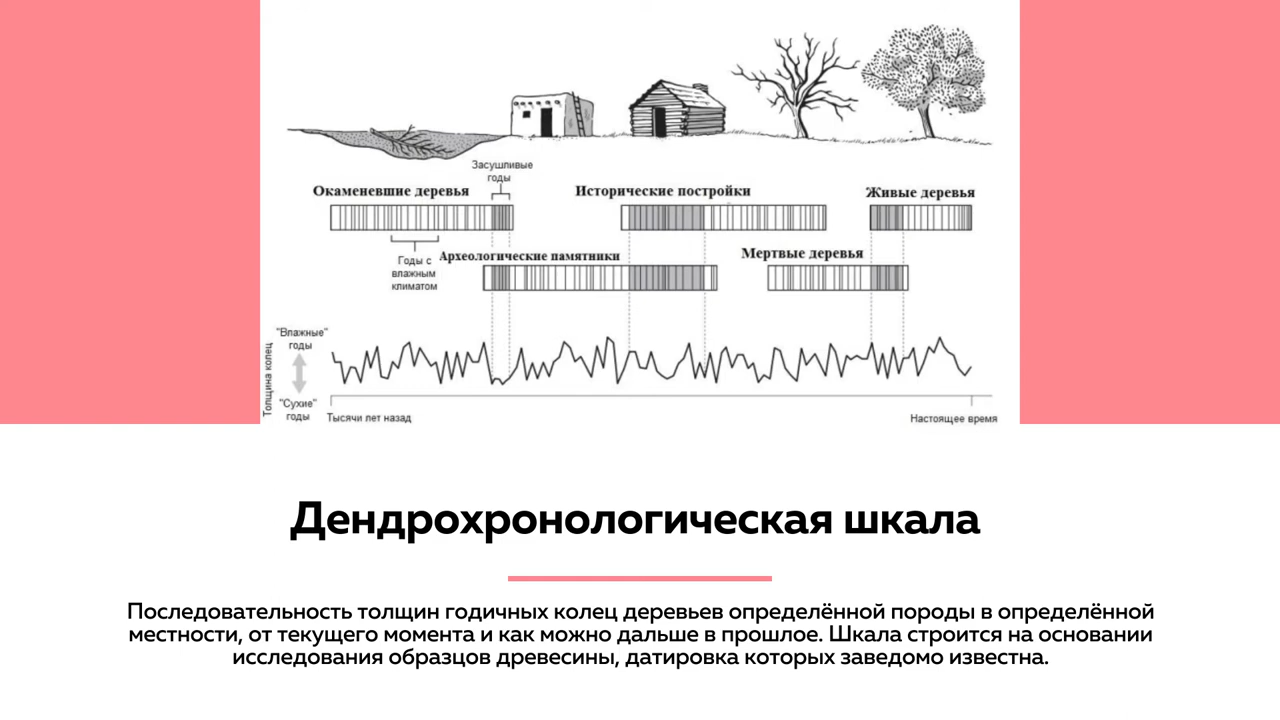 Засушливые
годы
Окаменевшие деревья
Исторические постройки
Живые деревья
Годы с
влажным
климатом
Археологические памятники
Мертвые деревья
Толщина колец
"Влажные"
годы
"Сухие"
годы
Тысячи лет назад
Настоящее время
Дендрохронологическая шкала
Последовательность толщин годичных колец деревьев определённой породы в определённой
местности, от текущего момента и как можно дальше в прошлое. Шкала строится на основании
исследования образцов древесины, датировка которых заведомо известна.